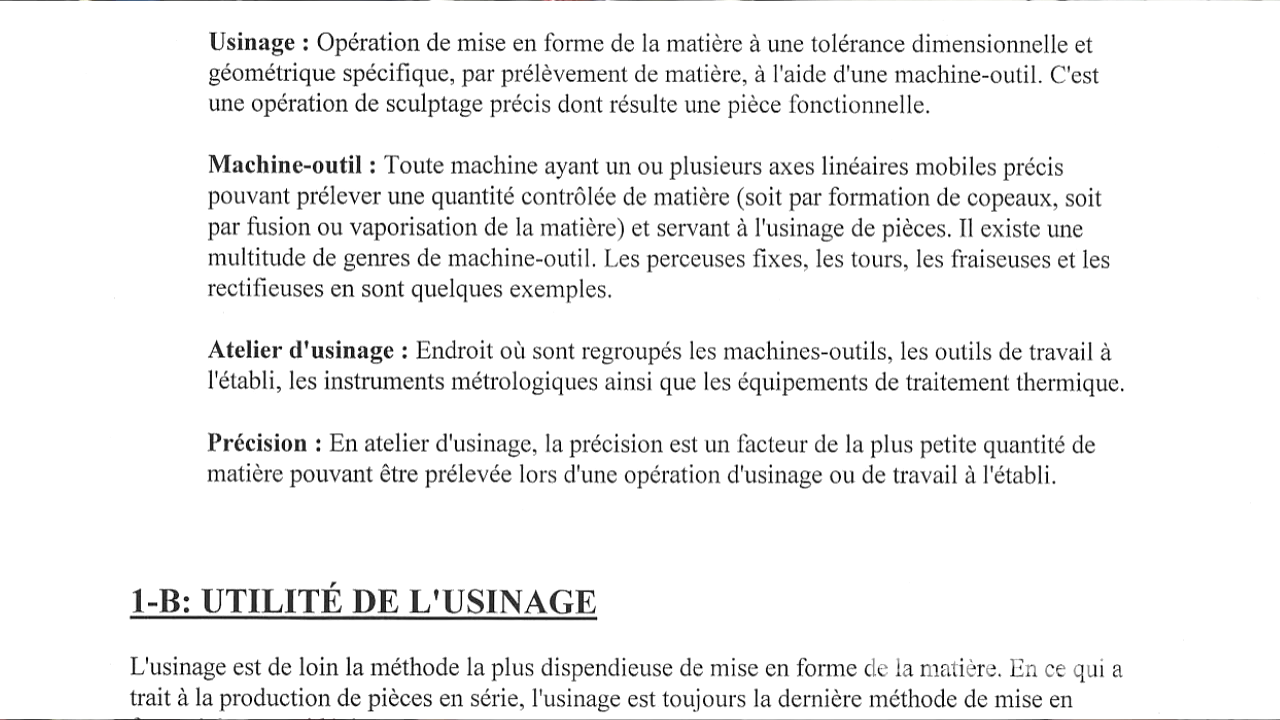 Usinage : Opération de mise en forme de la matière à une tolérance dimensionnelle et
géométrique spécifique, par prélèvement de matière, à l'aide d'une machine-outil. C'est
une opération de sculptage précis dont résulte une pièce fonctionnelle.
Machine-outil : Toute machine ayant un ou plusieurs axes linéaires mobiles précis
pouvant prélever une quantité contrôlée de matière (soit par formation de copeaux, soit
par fusion ou vaporisation de la matière) et servant à l'usinage de pièces. Il existe une
multitude de genres de machine-outil. Les perceuses fixes, les tours, les fraiseuses et les
rectifieuses en sont quelques exemples.
Atelier d'usinage : Endroit où sont regroupés les machines-outils, les outils de travail à
l'établi, les instruments métrologiques ainsi que les équipements de traitement thermique.
Précision : En atelier d'usinage, la précision est un facteur de la plus petite quantité de
matière pouvant être prélevée lors d'une opération d'usinage ou de travail à l'établi.
1-B: UTILITÉ DE L'USINAGE
L'usinage est de loin la méthode la plus dispendieuse de mise en forme de la matière. En ce qui a
trait à la production de pièces en série, l'usinage est toujours la dernière méthode de mise en